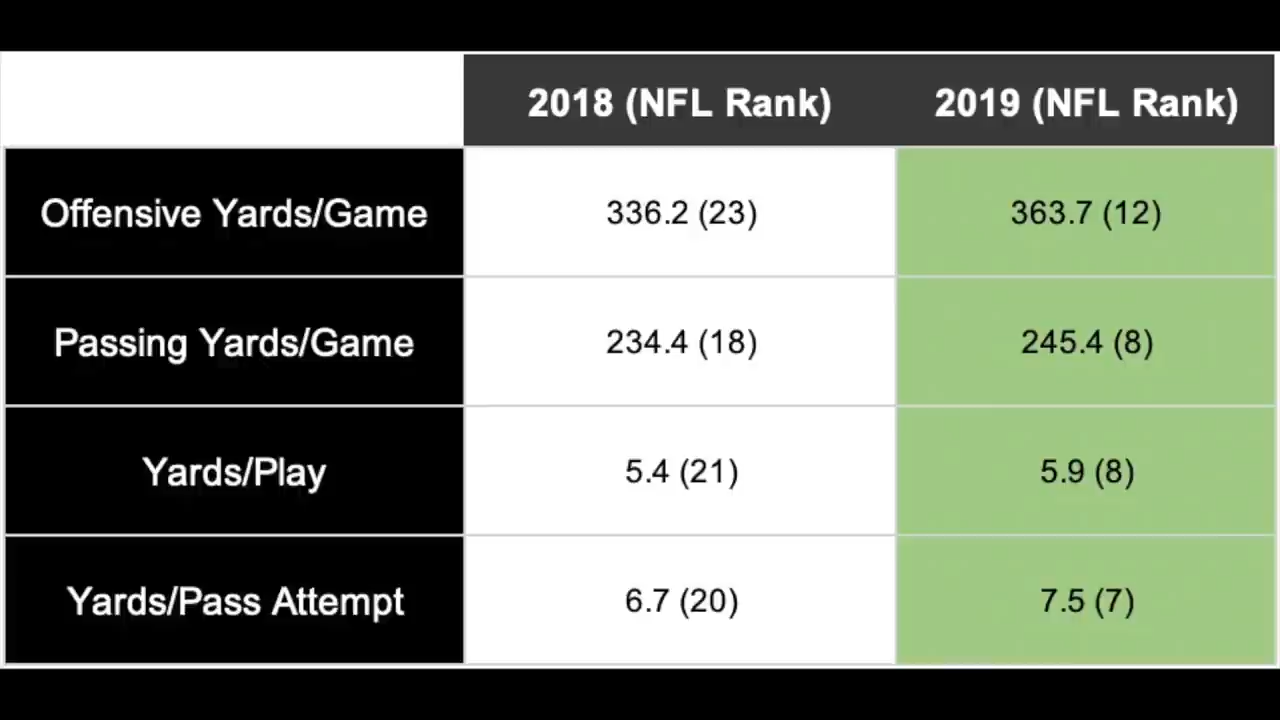 2018 (NFL Rank) 2019 (NFL Rank)
Offensive Yards/Game 336.2 (23) 363.7 (12)
Passing Yards/Game 234.4 (18) 245.4 (8)
Yards/Play 5.4 (21) 5.9 (8)
Yards/Pass Attempt 6.7 (20) 7.5 (7)